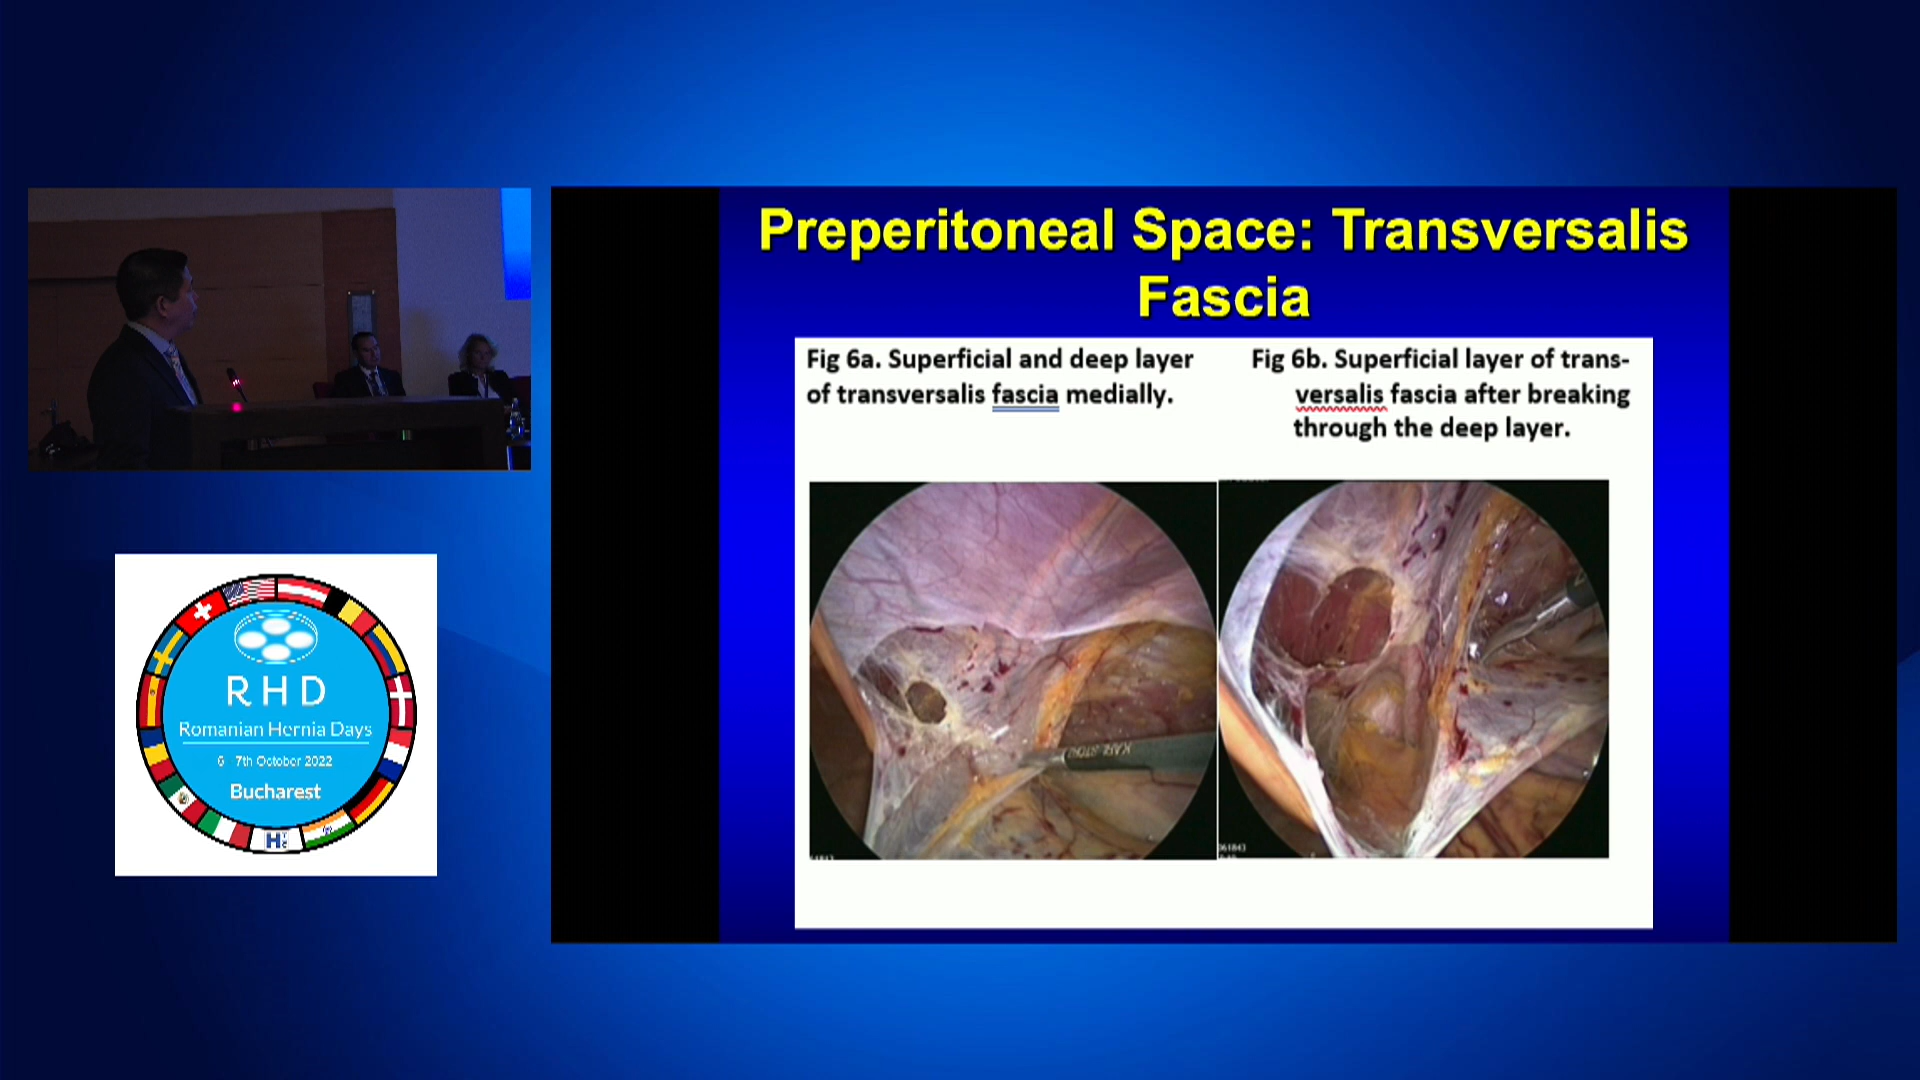 Preperitoneal Space: Transversalis
Fascia
Fig 6a. Superficial and deep layer
of transversalis fascia medially.
Fig 6b. Superficial layer of trans-
versalis fascia after breaking
through the deep layer.
KARL STORZ
061843
RHD
Romanian Hernia Days
6 - 7th October 2022
Bucharest